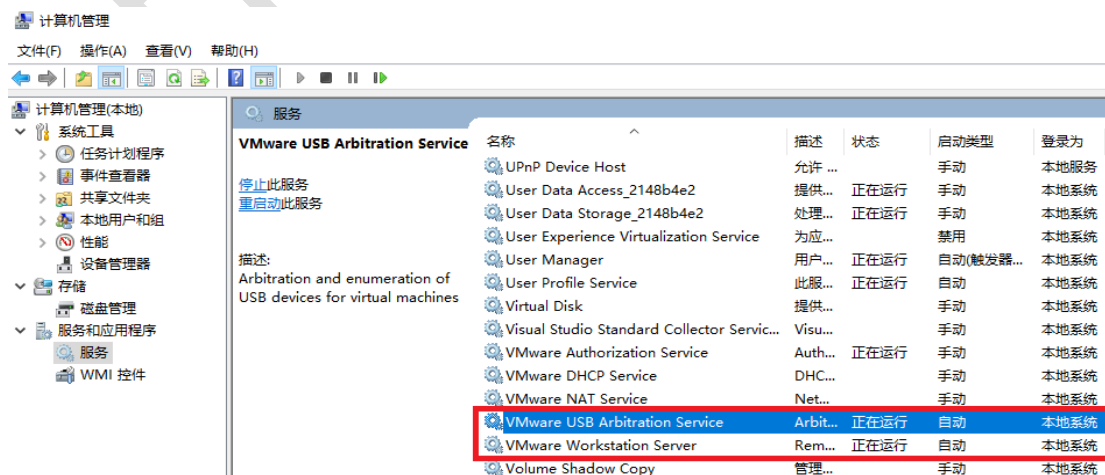 计算机管理
文件(F) 操作(A) 查看(V) 帮助(H)
计算机管理(本地)
系统工具
任务计划程序
事件查看器
共享文件夹
本地用户和组
性能
设备管理器
存储
磁盘管理
服务和应用程序
服务
WMI 控件
服务
VMware USB Arbitration Service
停止此服务
重启动此服务
描述:
Arbitration and enumeration of
USB devices for virtual machines
名称 描述 状态 启动类型 登录为
UPnP Device Host 允许 ... 手动 本地服务
User Data Access_2148b4e2 提供... 正在运行 手动 本地系统
User Data Storage_2148b4e2 处理... 正在运行 手动 本地系统
User Experience Virtualization Service 为应... 禁用 本地系统
User Manager 用户... 正在运行 自动(触发器... 本地系统
User Profile Service 此服... 正在运行 自动 本地系统
Virtual Disk 提供... 手动 本地系统
Visual Studio Standard Collector Servic... Visu... 手动 本地系统
VMware Authorization Service Auth... 正在运行 手动 本地系统
VMware DHCP Service DHC... 手动 本地系统
VMware NAT Service Net... 手动 本地系统
VMware USB Arbitration Service Arbit... 正在运行 自动 本地系统
VMware Workstation Server Rem... 正在运行 自动 本地系统
Volume Shadow Copy 管理... 手动 本地系统